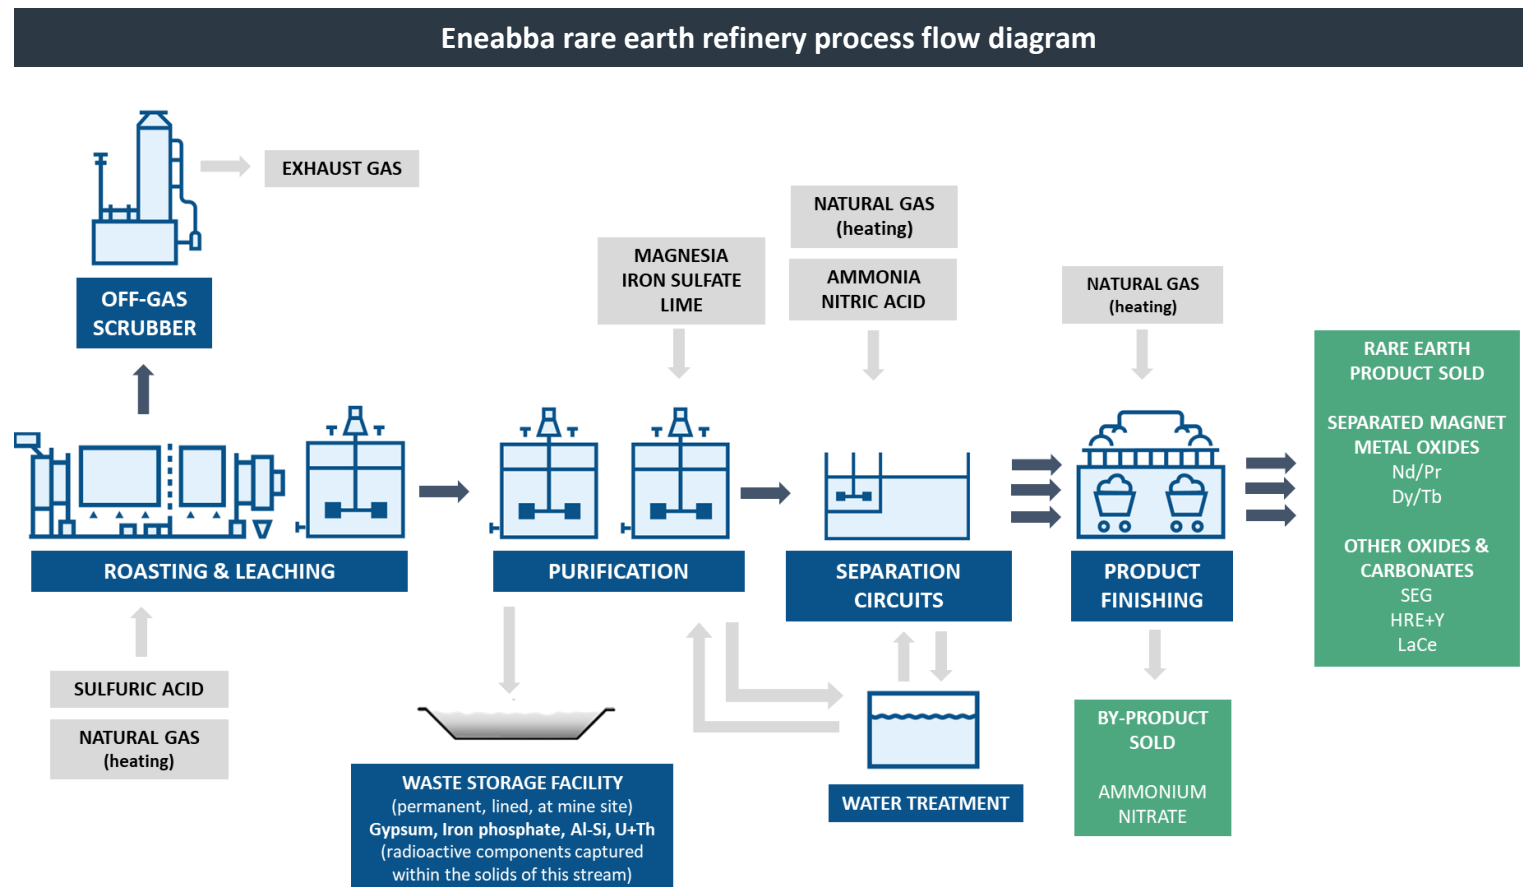 Eneabba rare earth refinery process flow diagram
EXHAUST GAS
OFF-GAS
SCRUBBER
MAGNESIA
IRON SULFATE
LIME
NATURAL GAS
(heating)
AMMONIA
NITRIC ACID
NATURAL GAS
(heating)
ROASTING & LEACHING
PURIFICATION
SEPARATION
CIRCUITS
PRODUCT
FINISHING
RARE EARTH
PRODUCT SOLD
SEPARATED MAGNET
METAL OXIDES
Nd/Pr
Dy/Tb
OTHER OXIDES &
CARBONATES
SEG
HRE+Y
LaCe
SULFURIC ACID
NATURAL GAS
(heating)
WASTE STORAGE FACILITY
(permanent, lined, at mine site)
Gypsum, Iron phosphate, Al-Si, U+Th
(radioactive components captured
within the solids of this stream)
WATER TREATMENT
BY-PRODUCT
SOLD
AMMONIUM
NITRATE